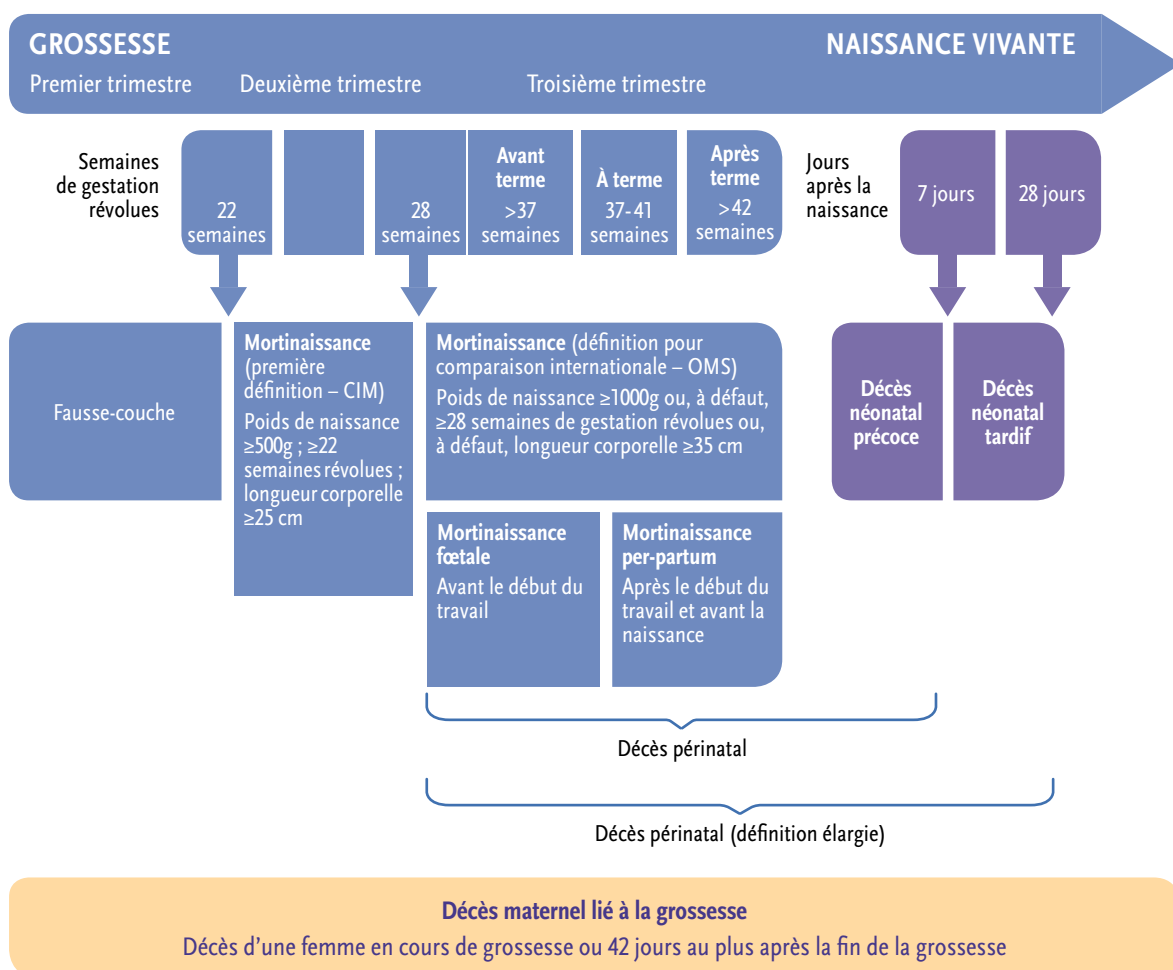 GROSSESSE
NAISSANCE VIVANTE
Premier trimestre
Deuxième trimestre
Troisième trimestre
Semaines
de gestation
révolues
22
semaines
28
semaines
Avant
terme
>37
semaines
À terme
37-41
semaines
Après
terme
>42
semaines
Jours
après la
naissance
7 jours
28 jours
Fausse-couche
Mortinaissance
(première
définition – CIM)
Poids de naissance
≥500g ; ≥22
semaines révolues ;
longueur corporelle
≥25 cm
Mortinaissance (définition pour
comparaison internationale – OMS)
Poids de naissance ≥1000g ou, à défaut,
≥28 semaines de gestation révolues ou,
à défaut, longueur corporelle ≥35 cm
Décès
néonatal
précoce
Décès
néonatal
tardif
Mortinaissance
fœtale
Avant le début du
travail
Mortinaissance
per-partum
Après le début du
travail et avant la
naissance
Décès périnatal
Décès périnatal (définition élargie)
Décès maternel lié à la grossesse
Décès d'une femme en cours de grossesse ou 42 jours au plus après la fin de la grossesse